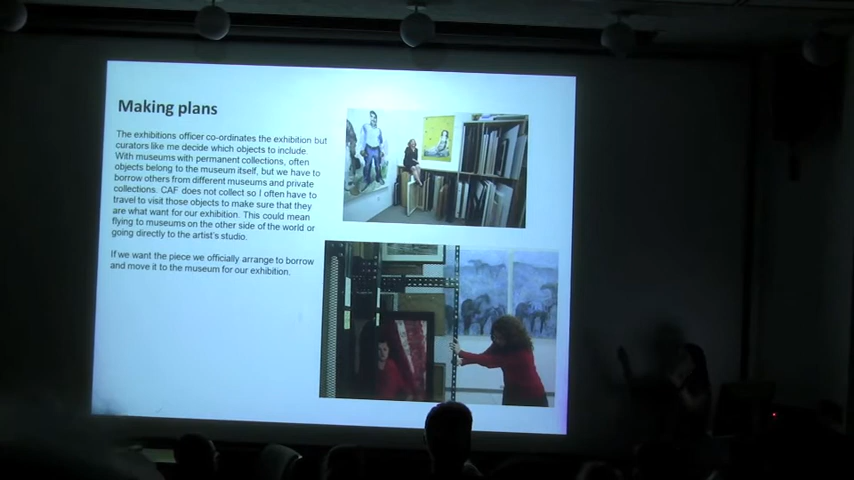 Making plans
The exhibitions officer co-ordinates the exhibition but
curators like me decide which objects to include.
With museums with permanent collections, often
objects belong to the museum itself, but we have to
borrow others from different museums and private
collections. CAF does not collect so I often have to
travel to visit those objects to make sure that they
are what want for our exhibition. This could mean
flying to museums on the other side of the world or
going directly to the artist's studio.
If we want the piece we officially arrange to borrow
and move it to the museum for our exhibition.